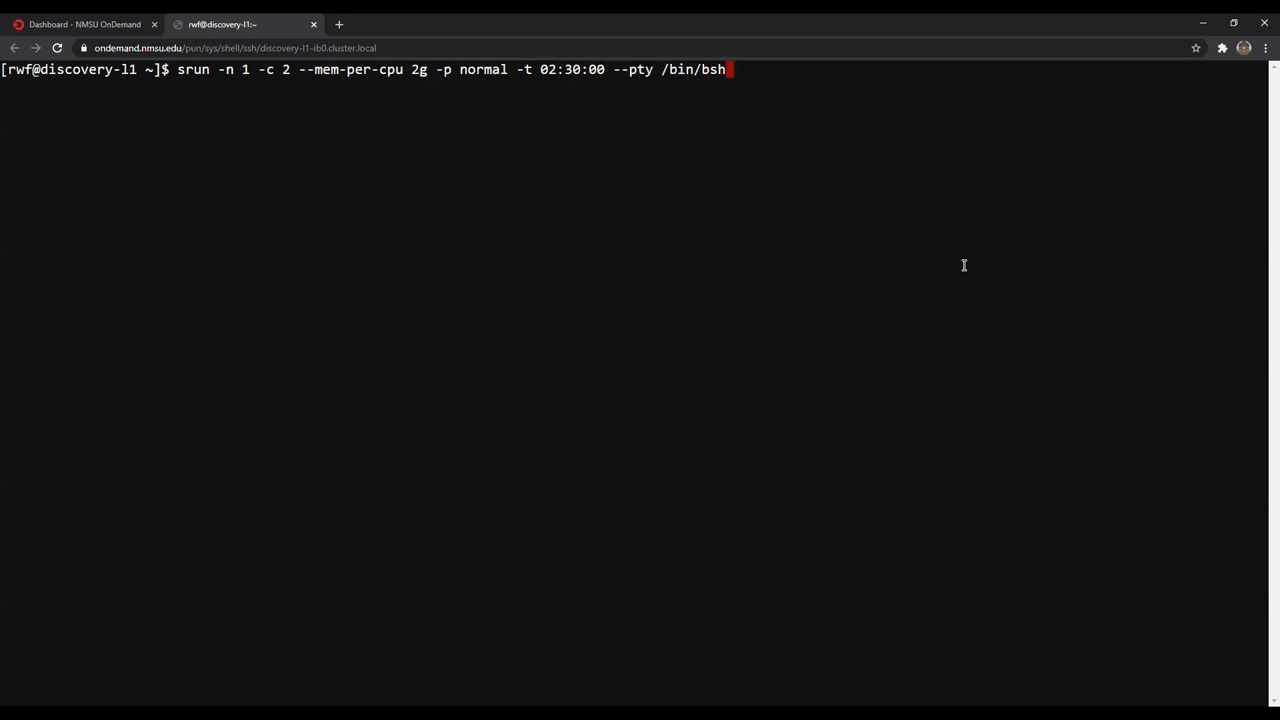 Dashboard - NMSU OnDemand
rwf@discovery-l1:~
ondemand.nmsu.edu/pun/sys/shell/ssh/discovery-l1-ib0.cluster.local
[rwf@discovery-l1 ~]$ srun -n 1 -c 2 --mem-per-cpu 2g -p normal -t 02:30:00 --pty /bin/bsh